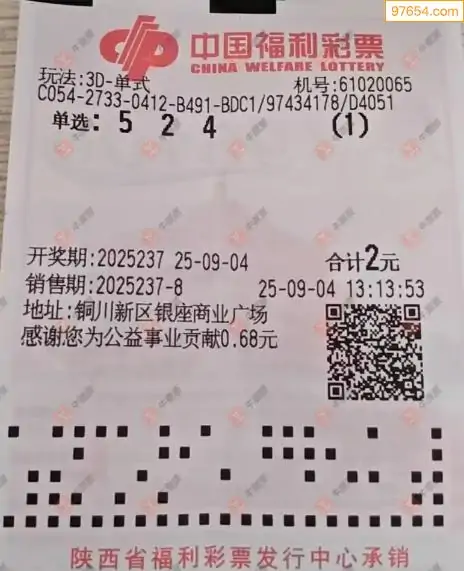 97654.com
中国福利彩票
CHINA WELFARE LOTTERY
玩法:3D-单式 机号:61020065
C054-2733-0412-B491-BDC1/97434178/D4051
单选: 5 2 4 (1)
开奖期:2025237 25-09-04 合计2元
销售期:2025237-8 25-09-04 13:13:53
地址:铜川新区银座商业广场
感谢您为公益事业贡献0.68元
陕西省福利彩票发行中心承销